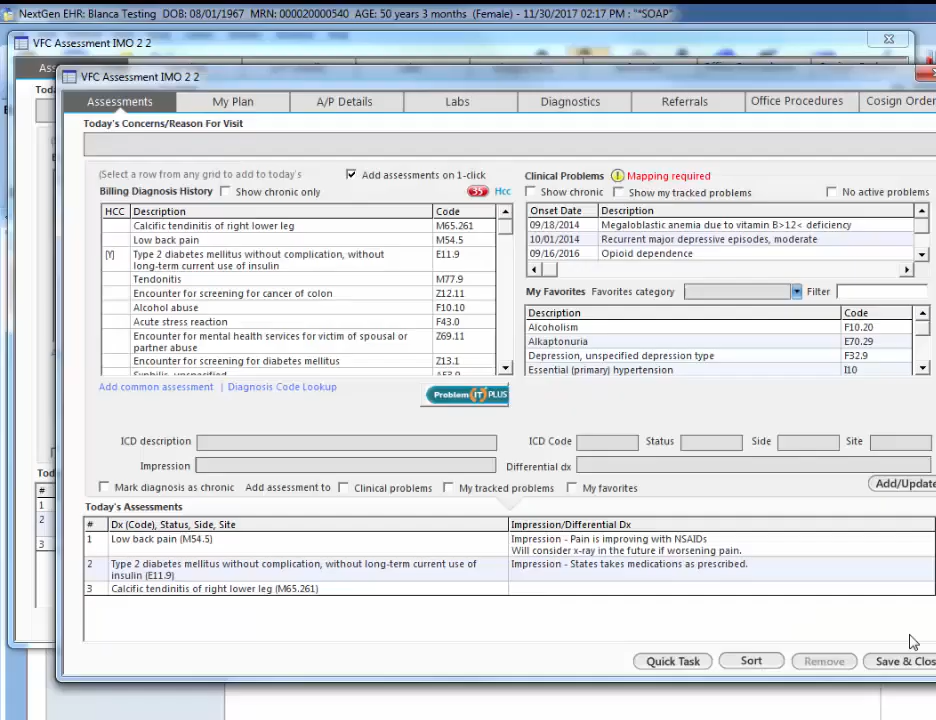 NextGen EHR: Blanca Testing DOB: 08/01/1967 MRN: 000020000540 AGE: 50 years 3 months (Female) - 11/30/2017 02:17 PM : "*SOAP"
VFC Assessment IMO 2 2
VFC Assessment IMO 2 2
Assessments My Plan A/P Details Labs Diagnostics Referrals Office Procedures Cosign Order
Today's Concerns/Reason For Visit
(Select a row from any grid to add to today's Add assessments on 1-click Clinical Problems Mapping required
Billing Diagnosis History Show chronic only Hcc Show chronic Show my tracked problems No active problems
HCC Description Code
Calcific tendinitis of right lower leg M65.261
Low back pain M54.5
[Y] Type 2 diabetes mellitus without complication, without E11.9
long-term current use of insulin
Tendonitis M77.9
Encounter for screening for cancer of colon Z12.11
Alcohol abuse F10.10
Acute stress reaction F43.0
Encounter for mental health services for victim of spousal or Z69.11
partner abuse
Encounter for screening for diabetes mellitus Z13.1
Onset Date Description
09/18/2014 Megaloblastic anemia due to vitamin B>12< deficiency
10/01/2014 Recurrent major depressive episodes, moderate
09/16/2016 Opioid dependence
My Favorites Favorites category Filter
Description Code
Alcoholism F10.20
Alkaptonuria E70.29
Depression, unspecified depression type F32.9
Essential (primary) hypertension I10
Add common assessment | Diagnosis Code Lookup
Problem IT PLUS
ICD description ICD Code Status Side Site
Impression Differential dx
Mark diagnosis as chronic Add assessment to Clinical problems My tracked problems My favorites Add/Update
Today's Assessments
# Dx (Code), Status, Side, Site Impression/Differential Dx
1 Low back pain (M54.5) Impression - Pain is improving with NSAIDs
Will consider x-ray in the future if worsening pain.
2 Type 2 diabetes mellitus without complication, without long-term current use of Impression - States takes medications as prescribed.
insulin (E11.9)
3 Calcific tendinitis of right lower leg (M65.261)
Quick Task Sort Remove Save & Clos
Ass
Toda
Tod
#
1
2
3